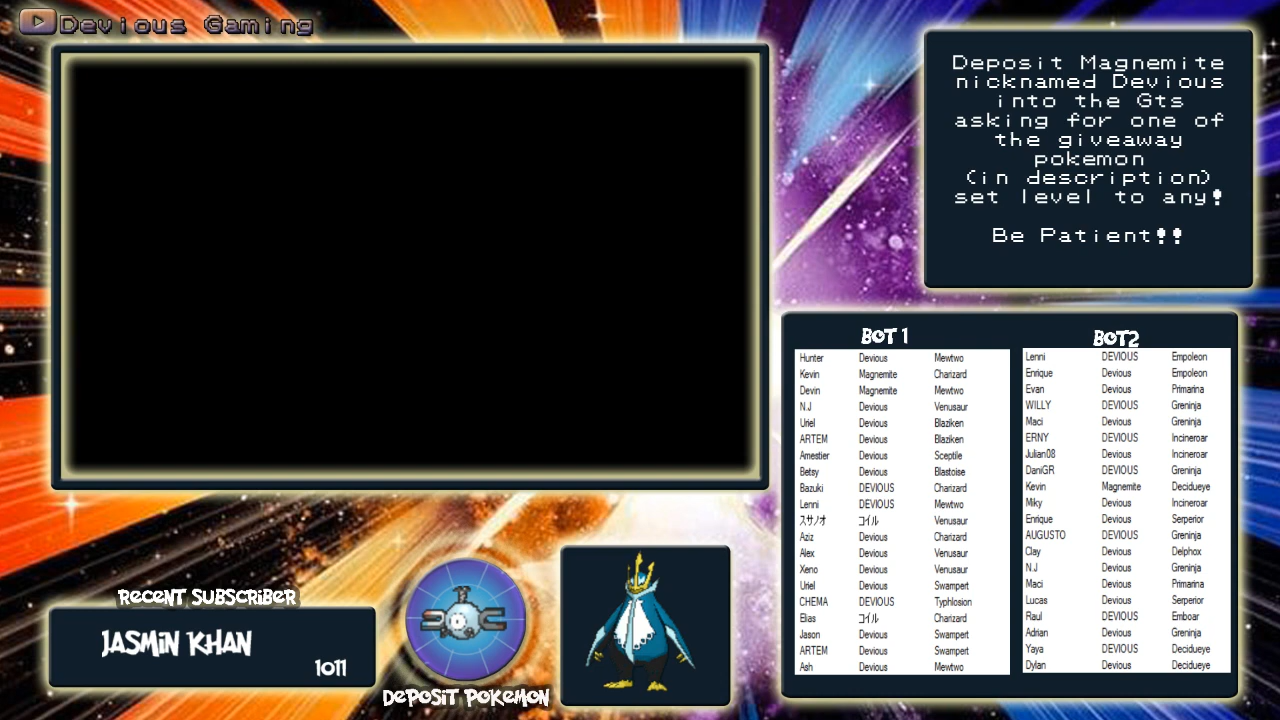 Devious Gaming
Deposit Magnemite
nicknamed Devious
into the Gts
asking for one of
the giveaway
pokemon
(in description)
set level to any!
Be Patient!!
BOT 1
Hunter Devious Mewtwo
Kevin Magnemite Charizard
Devin Magnemite Mewtwo
N.J Devious Venusaur
Uriel Devious Blaziken
ARTEM Devious Blaziken
Amestier Devious Sceptile
Betsy Devious Blastoise
Bazuki DEVIOUS Charizard
Lenni DEVIOUS Mewtwo
スサノオ コイル Venusaur
Aziz Devious Charizard
Alex Devious Venusaur
Xeno Devious Venusaur
Uriel Devious Swampert
CHEMA DEVIOUS Typhlosion
Elias コイル Charizard
Jason Devious Swampert
ARTEM Devious Swampert
Ash Devious Mewtwo
BOT2
Lenni DEVIOUS Empoleon
Enrique Devious Empoleon
Evan Devious Primarina
WILLY DEVIOUS Greninja
Maci Devious Greninja
ERNY DEVIOUS Incineroar
Julian08 Devious Incineroar
DaniGR DEVIOUS Greninja
Kevin Magnemite Decidueye
Miky Devious Incineroar
Enrique Devious Serperior
AUGUSTO DEVIOUS Greninja
Clay Devious Delphox
N.J Devious Greninja
Maci Devious Primarina
Lucas Devious Serperior
Raul DEVIOUS Emboar
Adrian Devious Greninja
Yaya DEVIOUS Decidueye
Dylan Devious Decidueye
RECENT SUBSCRIBER
JASMIN KHAN
1011
DEPOSIT POKEMON